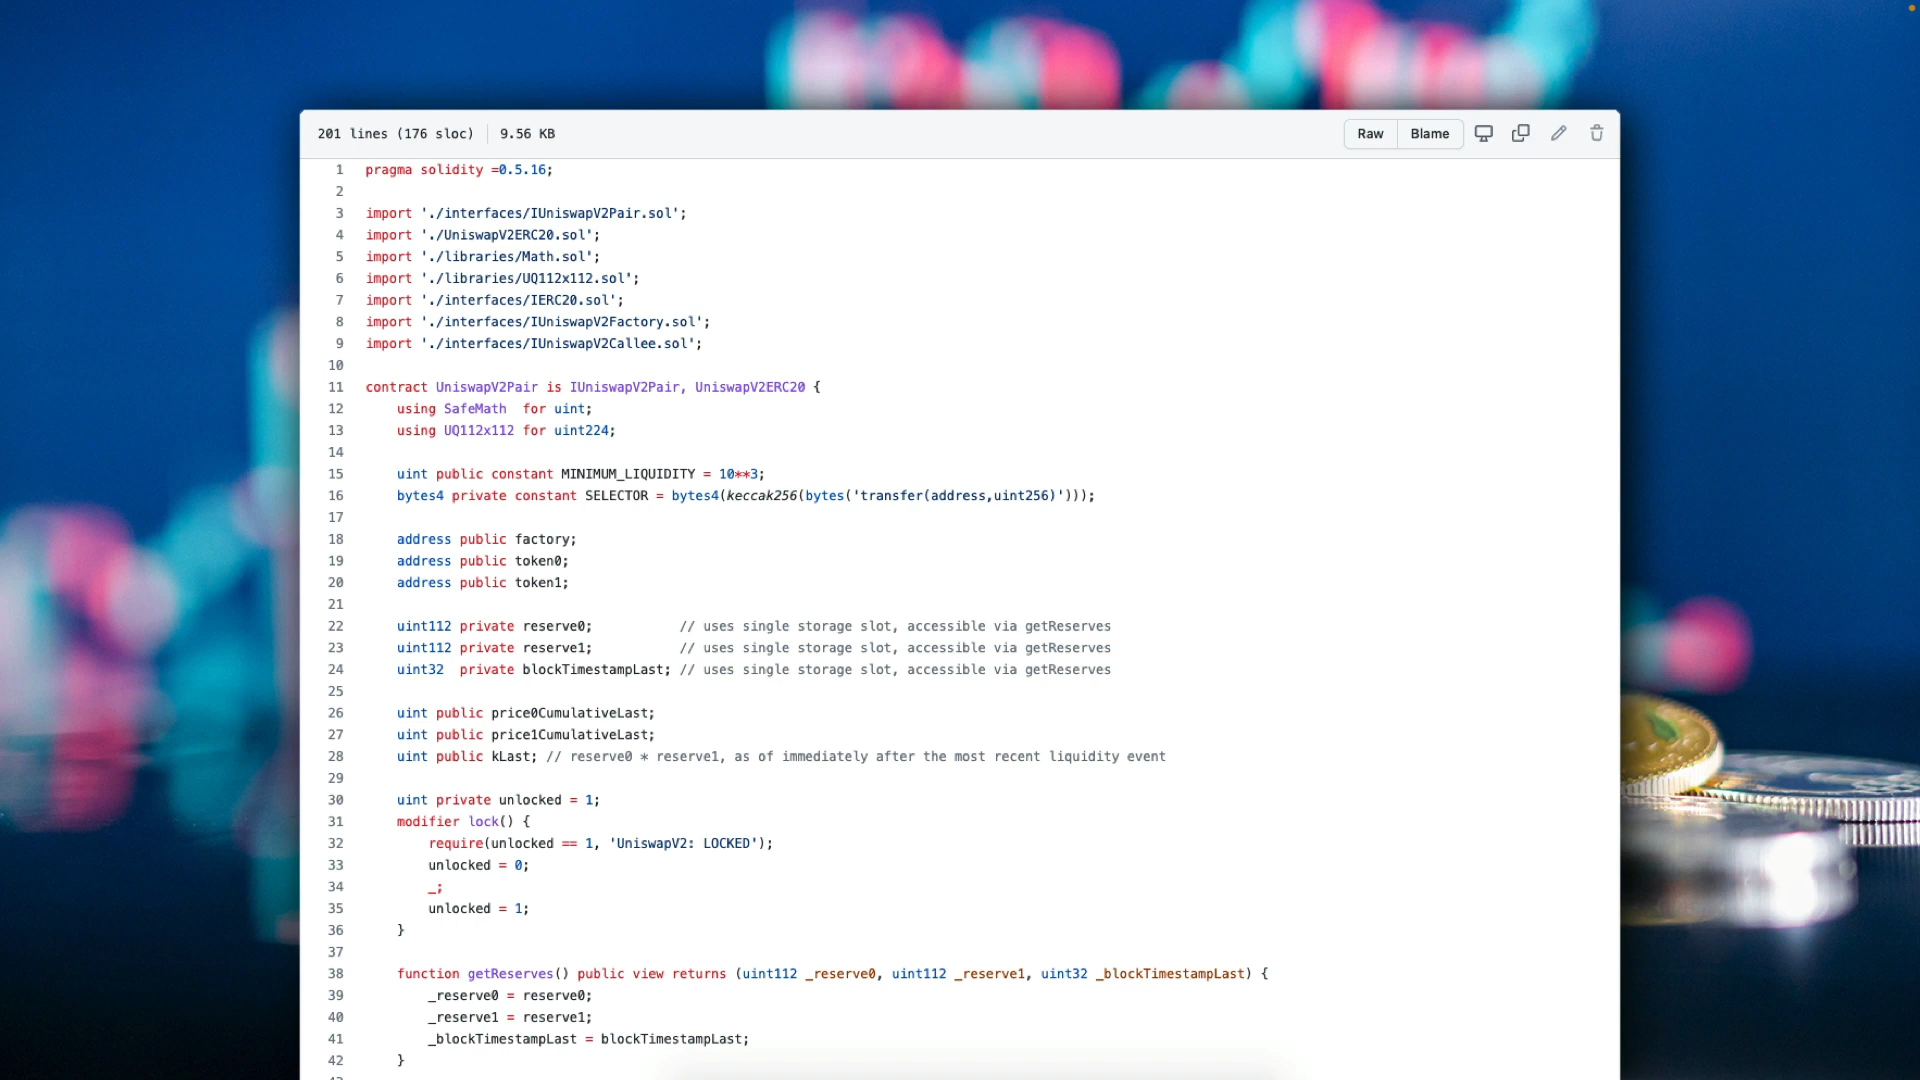 201 lines (176 sloc) 9.56 KB Raw Blame
1 pragma solidity =0.5.16;
2
3 import './interfaces/IUniswapV2Pair.sol';
4 import './UniswapV2ERC20.sol';
5 import './libraries/Math.sol';
6 import './libraries/UQ112x112.sol';
7 import './interfaces/IERC20.sol';
8 import './interfaces/IUniswapV2Factory.sol';
9 import './interfaces/IUniswapV2Callee.sol';
10
11 contract UniswapV2Pair is IUniswapV2Pair, UniswapV2ERC20 {
12 using SafeMath  for uint;
13 using UQ112x112 for uint224;
14
15 uint public constant MINIMUM_LIQUIDITY = 10**3;
16 bytes4 private constant SELECTOR = bytes4(keccak256(bytes('transfer(address,uint256)')));
17
18 address public factory;
19 address public token0;
20 address public token1;
21
22 uint112 private reserve0;           // uses single storage slot, accessible via getReserves
23 uint112 private reserve1;           // uses single storage slot, accessible via getReserves
24 uint32  private blockTimestampLast; // uses single storage slot, accessible via getReserves
25
26 uint public price0CumulativeLast;
27 uint public price1CumulativeLast;
28 uint public kLast; // reserve0 * reserve1, as of immediately after the most recent liquidity event
29
30 uint private unlocked = 1;
31 modifier lock() {
32 require(unlocked == 1, 'UniswapV2: LOCKED');
33 unlocked = 0;
34 _;
35 unlocked = 1;
36 }
37
38 function getReserves() public view returns (uint112 _reserve0, uint112 _reserve1, uint32 _blockTimestampLast) {
39 _reserve0 = reserve0;
40 _reserve1 = reserve1;
41 _blockTimestampLast = blockTimestampLast;
42 }